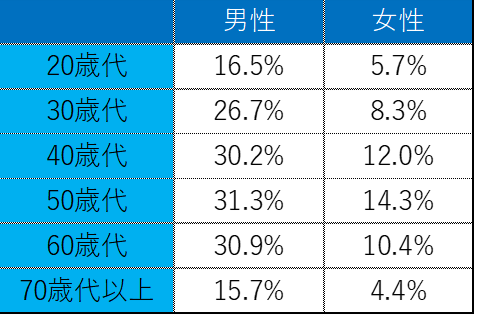 男性 女性
20歳代 16.5% 5.7%
30歳代 26.7% 8.3%
40歳代 30.2% 12.0%
50歳代 31.3% 14.3%
60歳代 30.9% 10.4%
70歳代以上 15.7% 4.4%